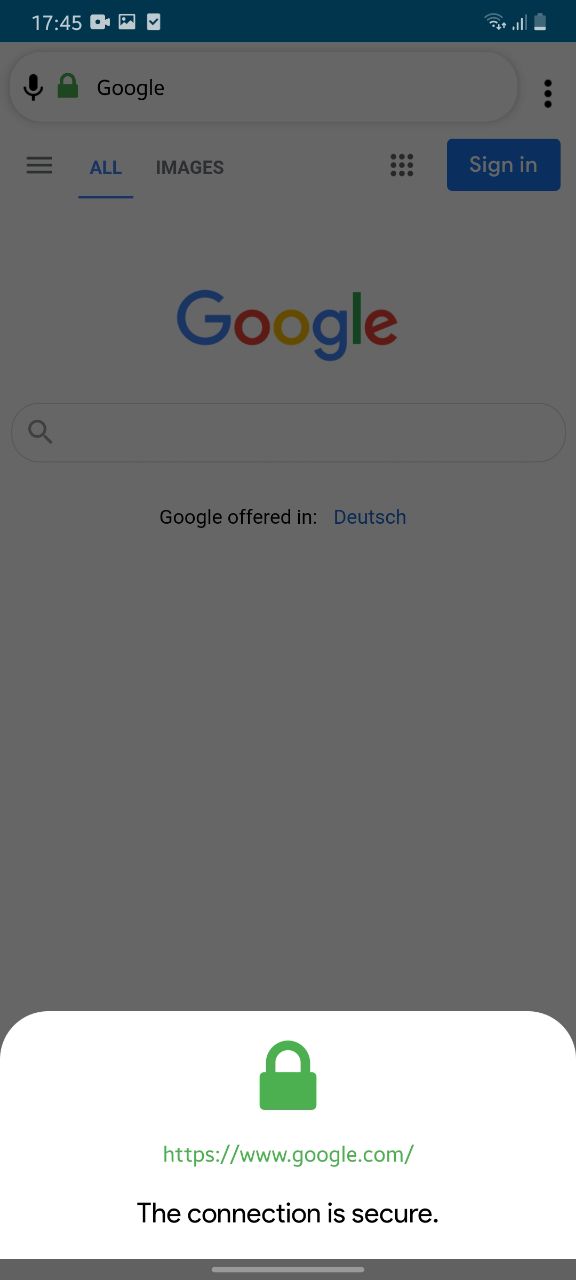 17:45
Google
ALL IMAGES Sign in
Google
Google offered in: Deutsch
https://www.google.com/
The connection is secure.